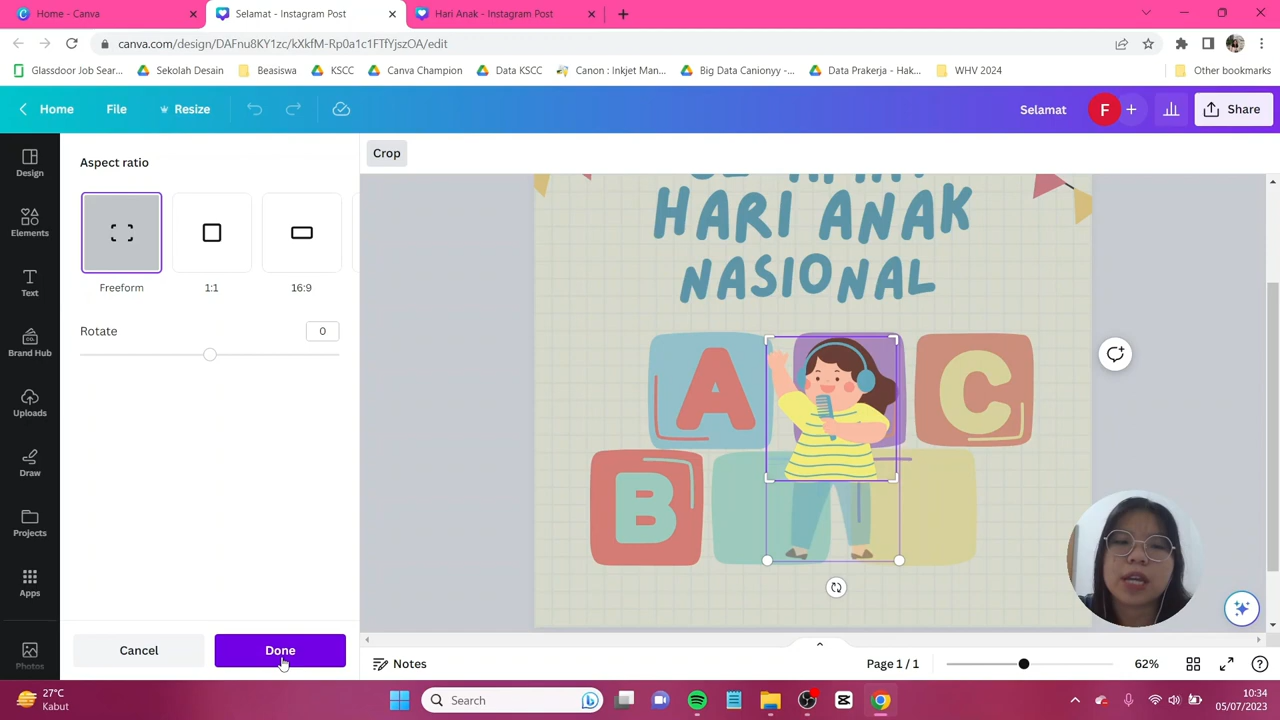 Home - Canva
Selamat - Instagram Post
Hari Anak - Instagram Post
canva.com/design/DAFnu8KY1zc/kXkfM-Rp0a1c1FTfYjszOA/edit
Glassdoor Job Sear...
Sekolah Desain
Beasiswa
KSCC
Canva Champion
Data KSCC
Canon : Inkjet Man...
Big Data Canionyy -...
Data Prakerja - Hak...
WHV 2024
Other bookmarks
Home
File
Resize
Selamat
F
Share
Design
Elements
Text
Brand Hub
Uploads
Draw
Projects
Apps
Photos
Aspect ratio
Freeform
1:1
16:9
Rotate
0
Cancel
Done
Crop
HARI ANAK
NASIONAL
A
C
B
Notes
Page 1 / 1
62%
27°C
Kabut
Search
10:34
05/07/2023